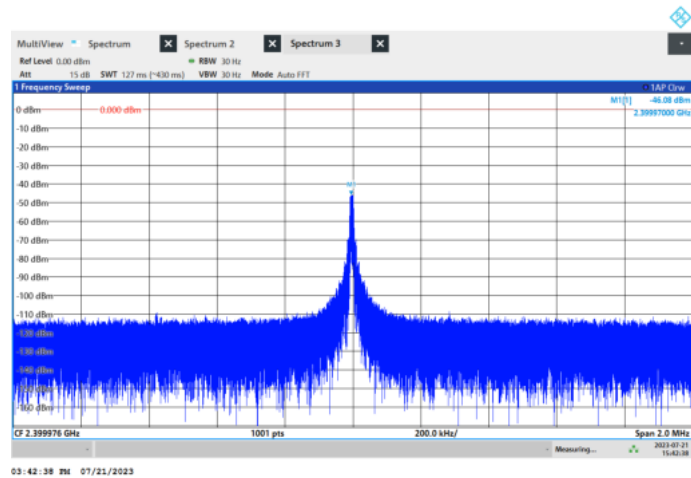 MultiView Spectrum X Spectrum 2 X Spectrum 3 X
Ref Level 0.00 dBm RBW 30 Hz
Att 15 dB SWT 127 ms (~430 ms) VBW 30 Hz Mode Auto FFT
1 Frequency Sweep 1AP Clrw
M1[1] -46.08 dBm
2.39997000 GHz
0 dBm 0.000 dBm
-10 dBm
-20 dBm
-30 dBm
-40 dBm
M1
-50 dBm
-60 dBm
-70 dBm
-80 dBm
-90 dBm
-100 dBm
-110 dBm
-130 dBm
-140 dBm
-160 dBm
CF 2.399976 GHz 1001 pts 200.0 kHz/ Span 2.0 MHz
Measuring... 2023-07-21
15:42:38
03:42:38 PM 07/21/2023